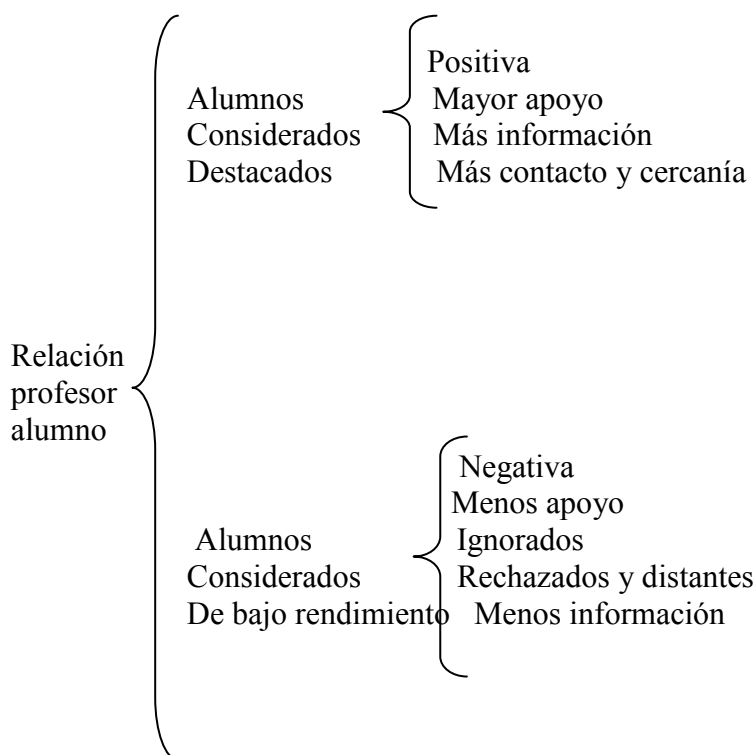 Relación
profesor
alumno
Alumnos
Considerados
Destacados
Positiva
Mayor apoyo
Más información
Más contacto y cercanía
Alumnos
Considerados
De bajo rendimiento
Negativa
Menos apoyo
Ignorados
Rechazados y distantes
Menos información